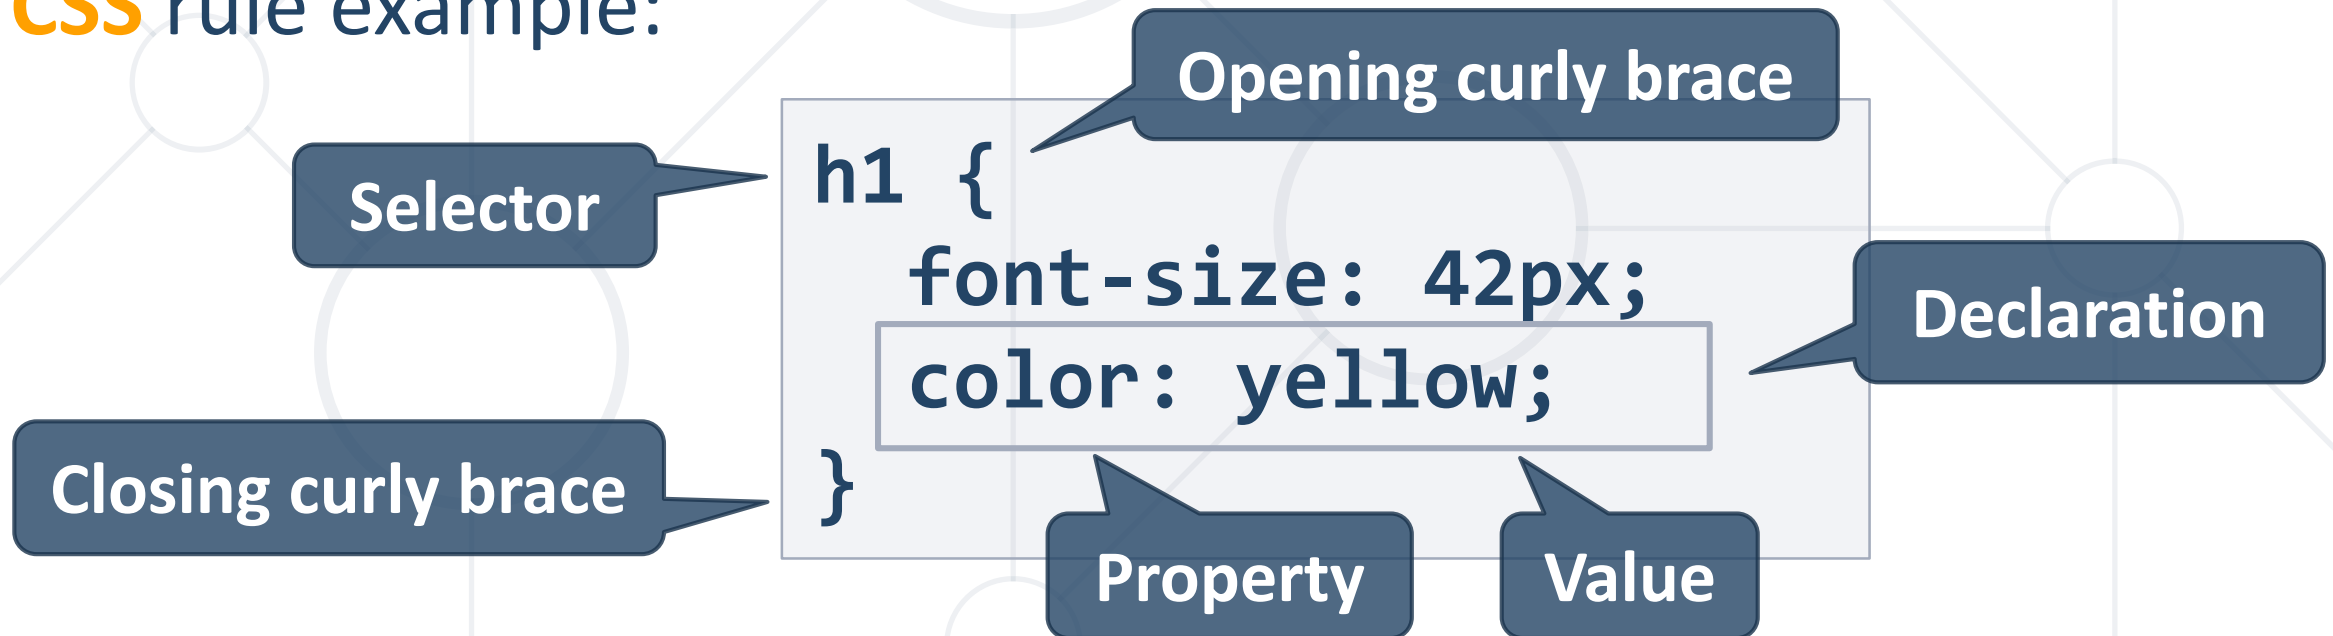 CSS rule example:
Opening curly brace
h1 {
Selector
font-size: 42px;
Declaration
color: yellow;
Closing curly brace
}
Property
Value